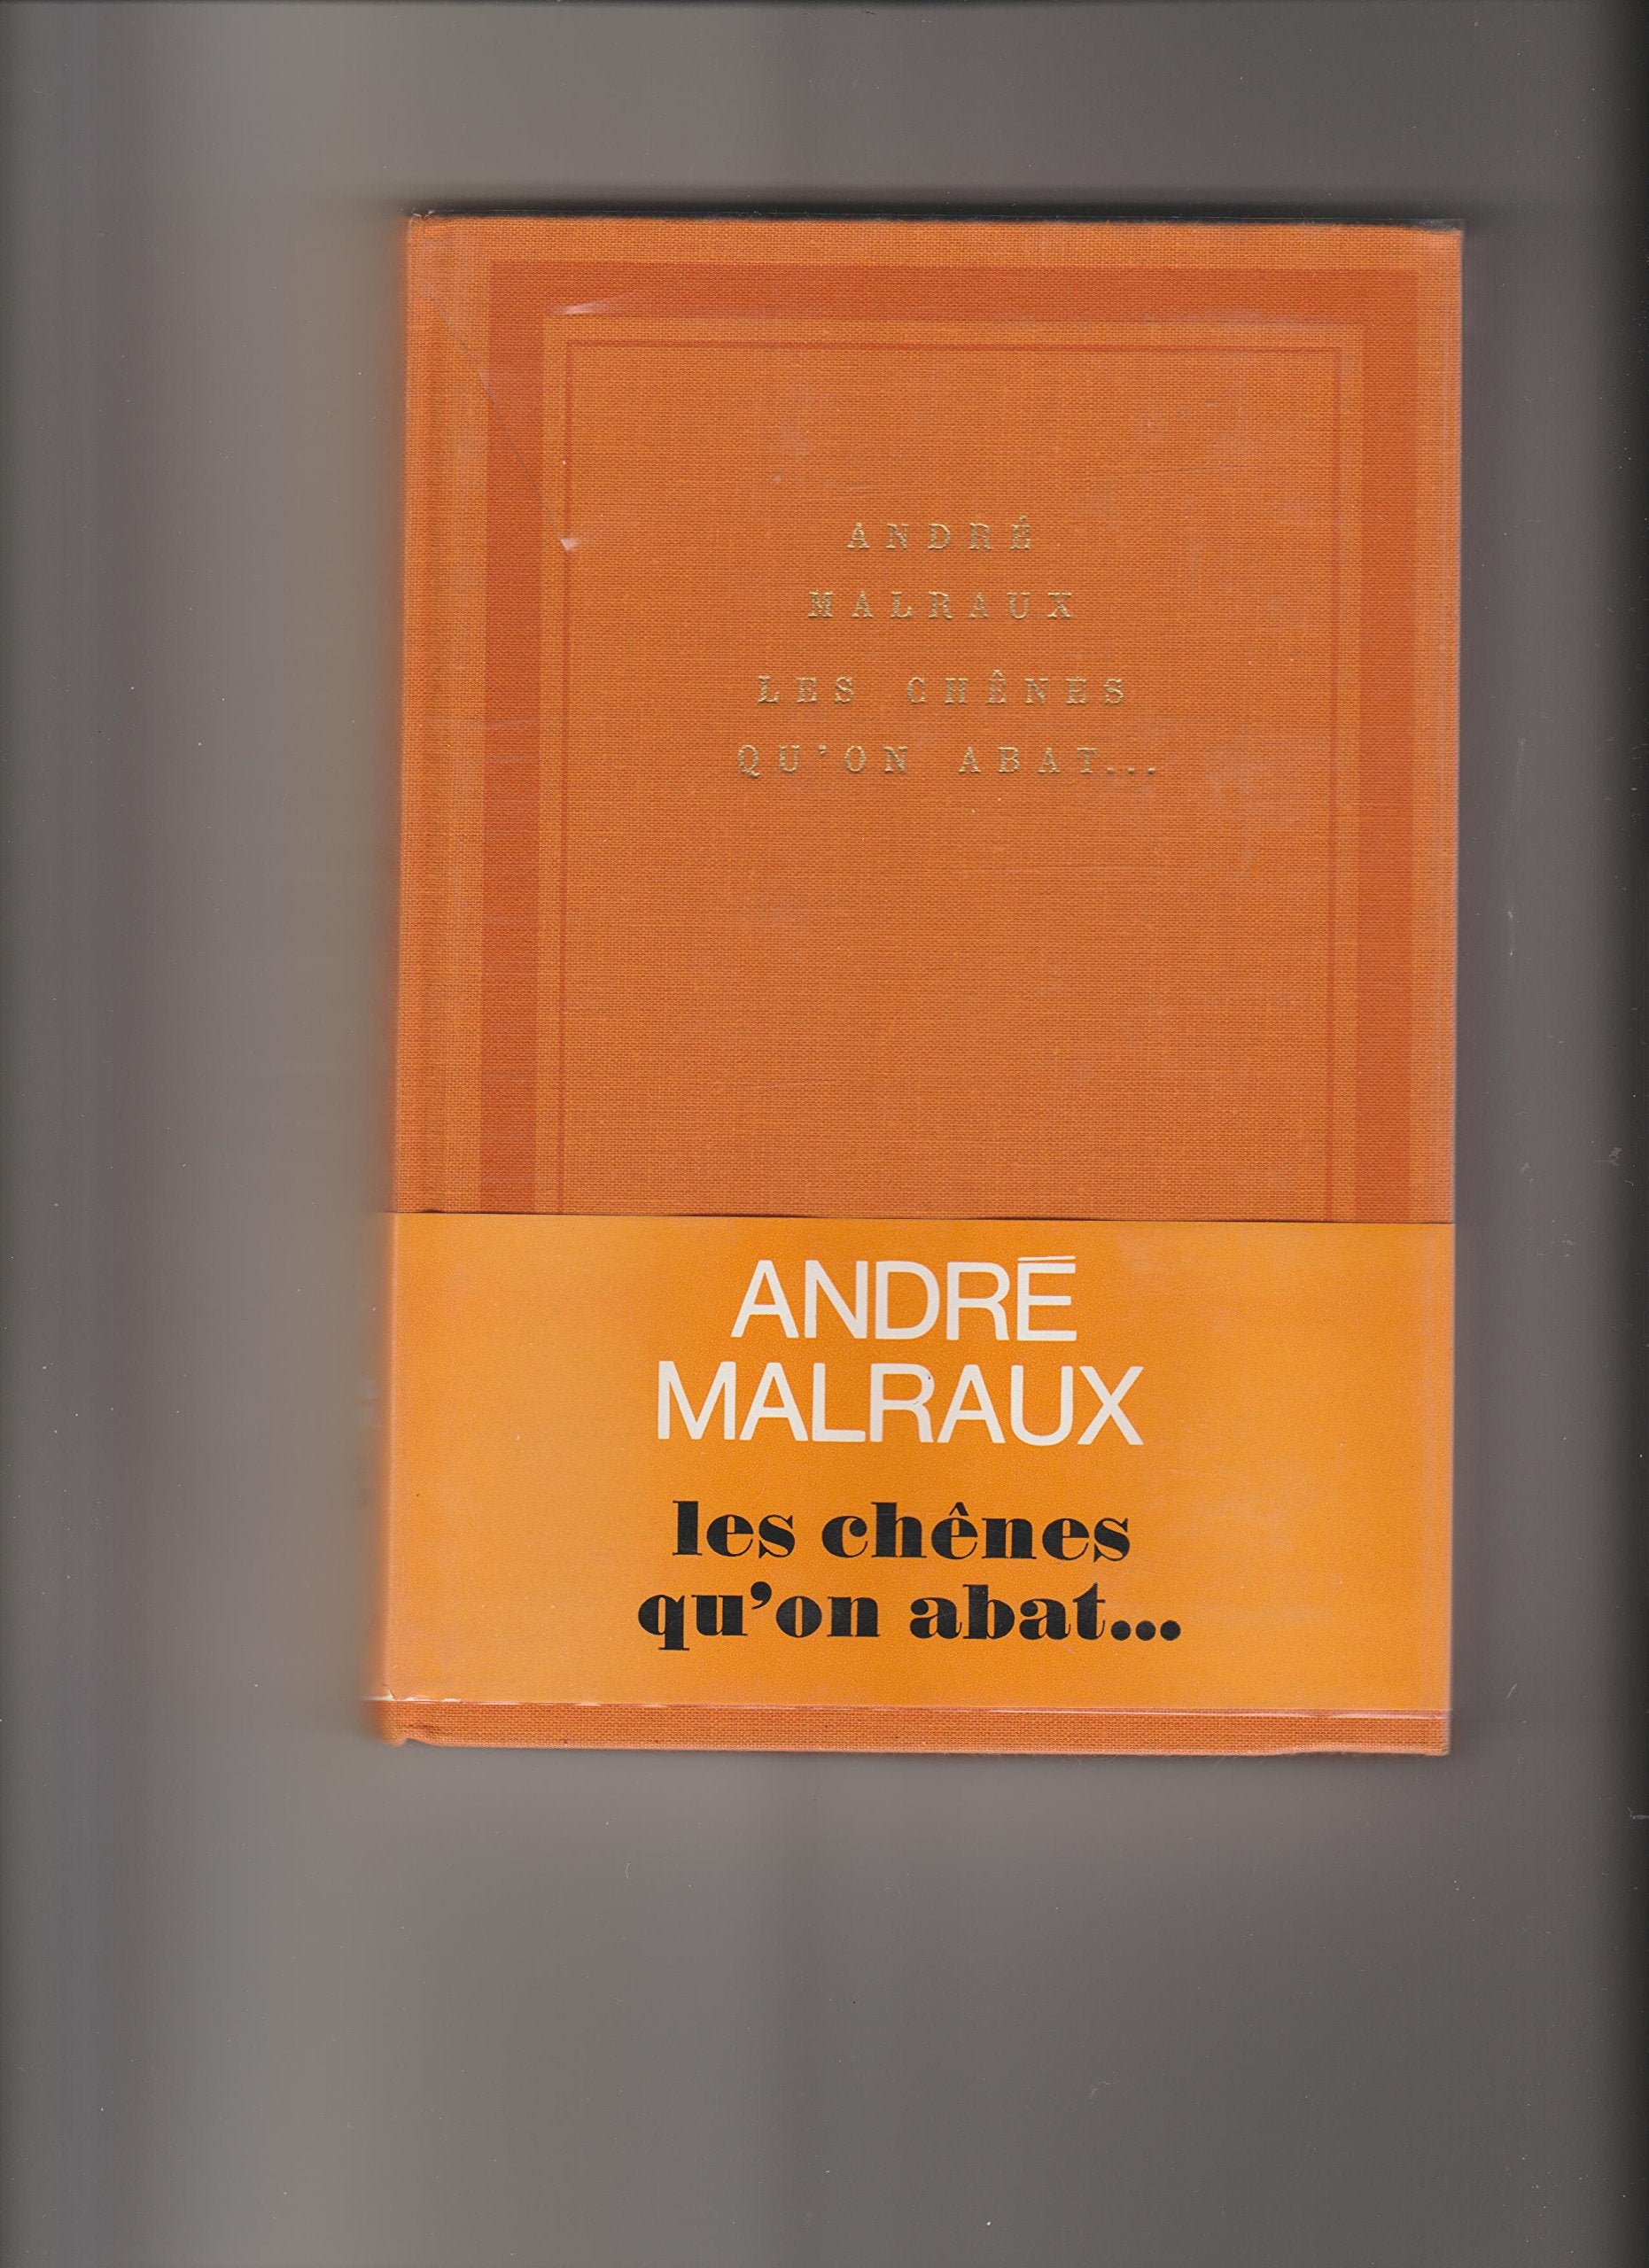 ANDRÉ
MALRAUX
LES CHÊNES
QU'ON ABAT...
ANDRÉ
MALRAUX
les chênes
qu'on abat...